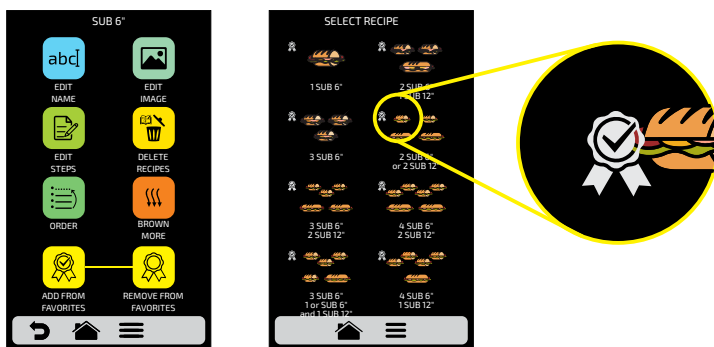 SUB 6"
abc
EDIT
NAME
EDIT
IMAGE
EDIT
STEPS
DELETE
RECIPES
ORDER
BROWN
MORE
ADD FROM
FAVORITES
REMOVE FROM
FAVORITES
SELECT RECIPE
1 SUB 6"
2 SUB 6"
1 SUB 12"
3 SUB 6"
2 SUB 6"
or 2 SUB 12"
3 SUB 6"
2 SUB 12"
4 SUB 6"
2 SUB 12"
3 SUB 6"
1 or SUB 6"
and 1 SUB 12"
4 SUB 6"
1 SUB 12"